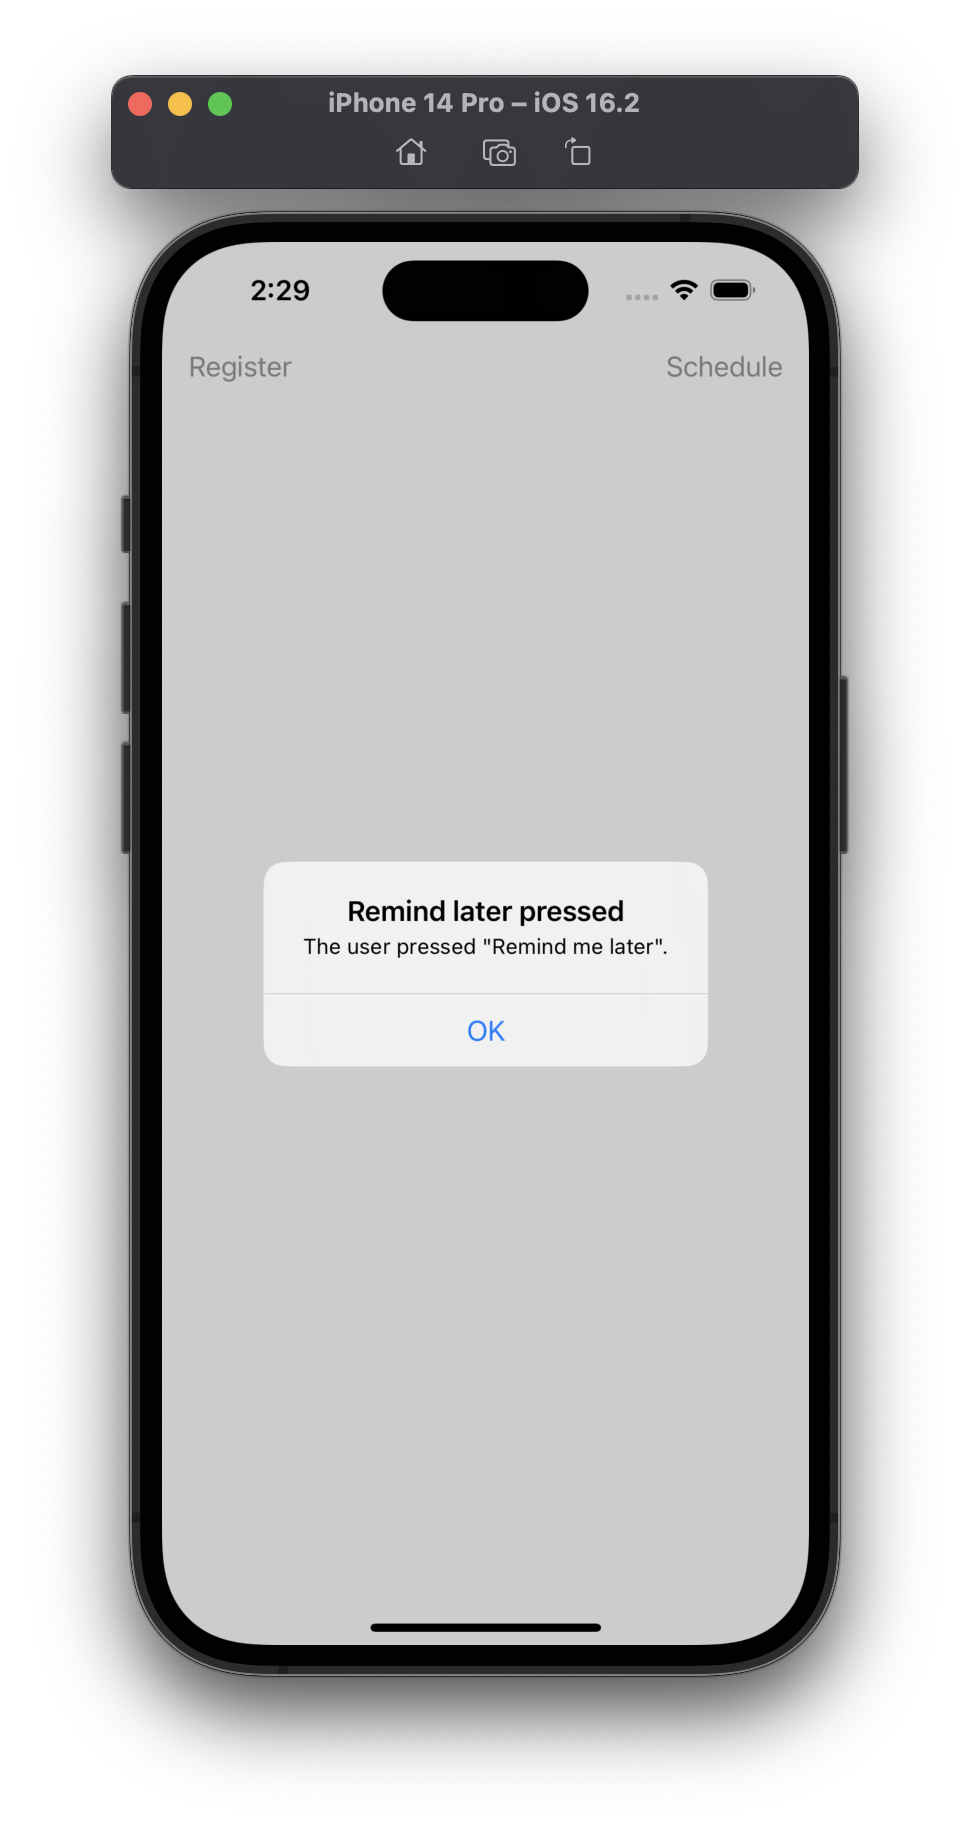 iPhone 14 Pro – iOS 16.2
2:29
Register Schedule
Remind later pressed
The user pressed "Remind me later".
OK